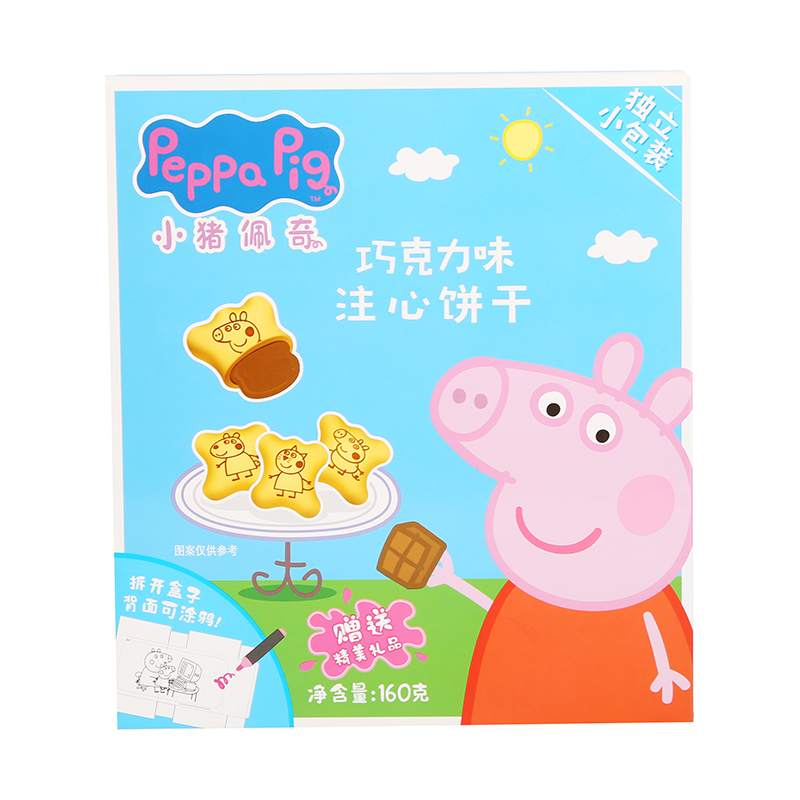 Peppa Pig
TM
小猪佩奇
独立
小包装
巧克力味
注心饼干
图案仅供参考
拆开盒子
背面可涂鸦!
赠送
精美礼品
净含量:160克